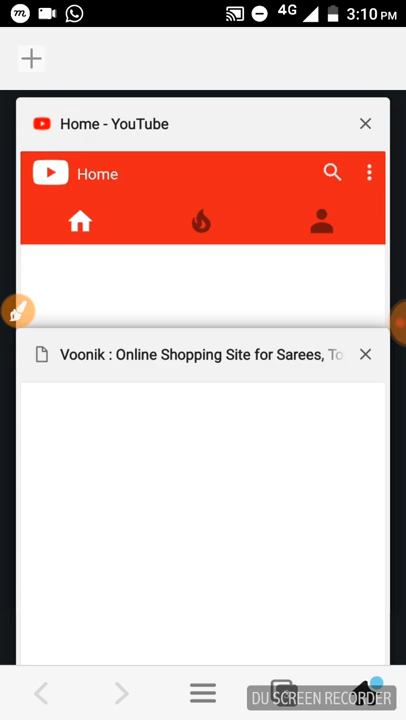 4G
3:10 PM
Home - YouTube
Home
Voonik : Online Shopping Site for Sarees, To
DU SCREEN RECORDER